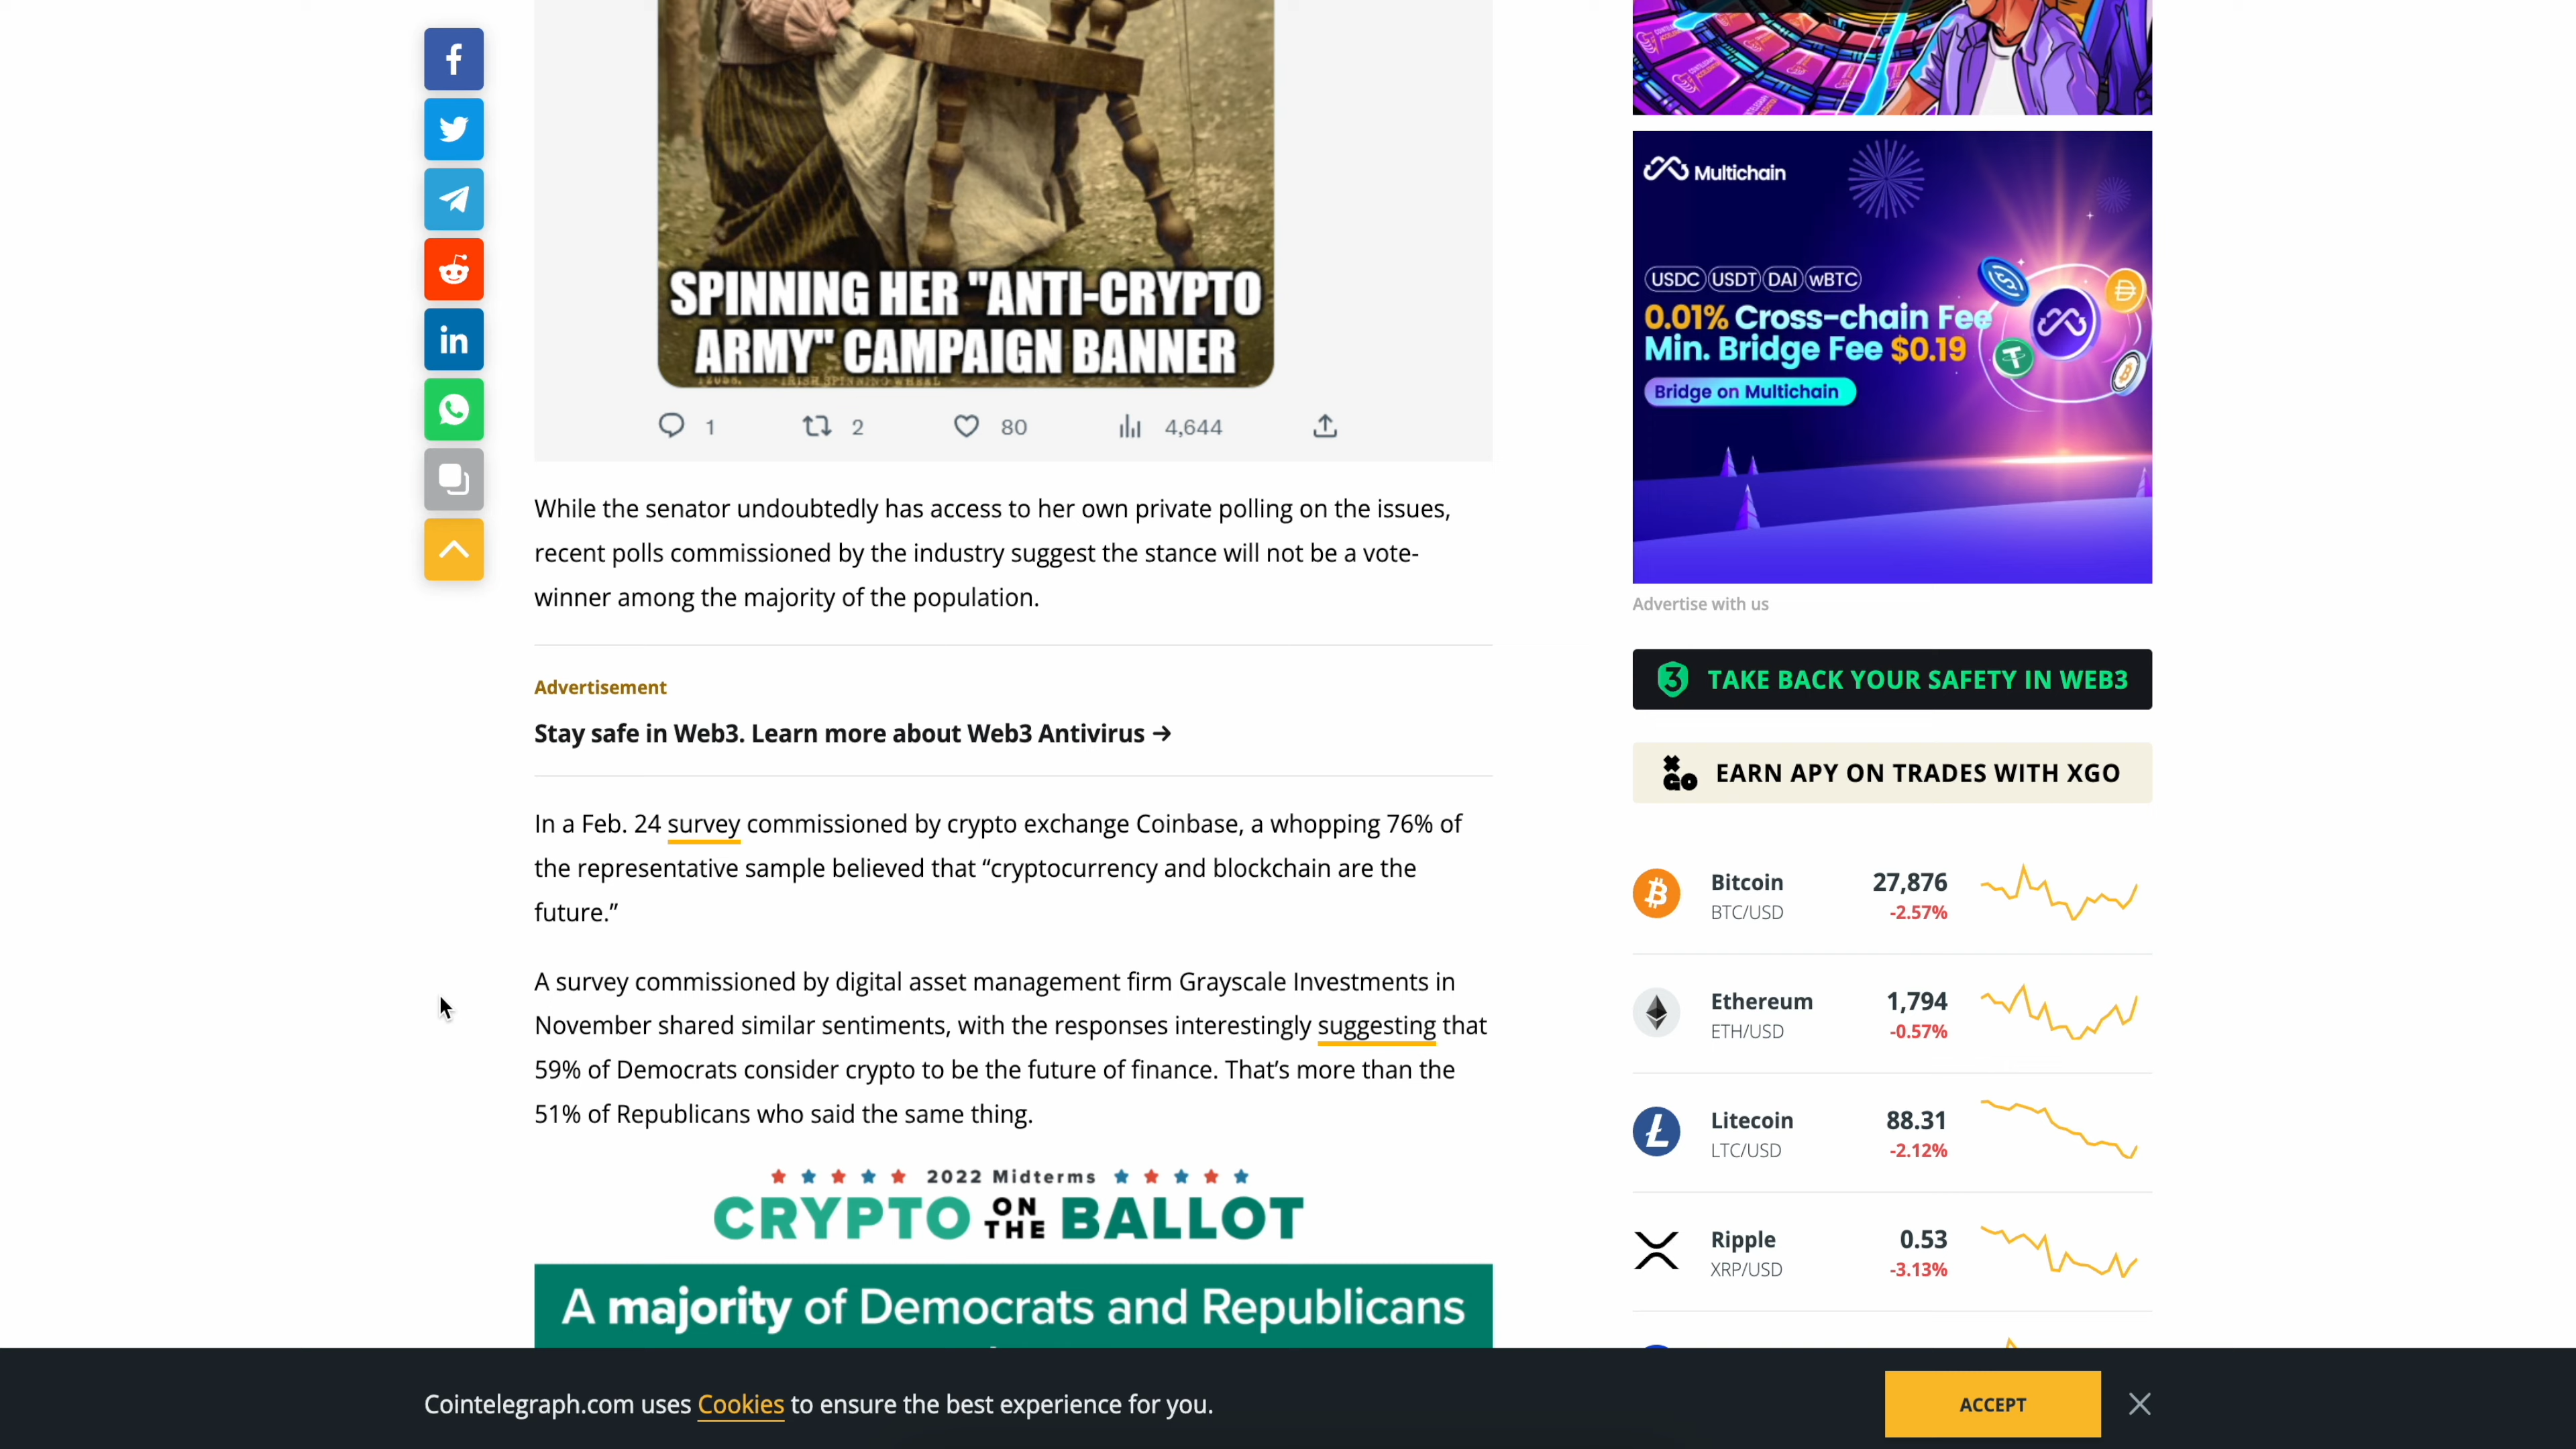 SPINNING HER "ANTI-CRYPTO
ARMY" CAMPAIGN BANNER
1
2
80
4,644
While the senator undoubtedly has access to her own private polling on the issues,
recent polls commissioned by the industry suggest the stance will not be a vote-
winner among the majority of the population.
Advertisement
Stay safe in Web3. Learn more about Web3 Antivirus →
In a Feb. 24 survey commissioned by crypto exchange Coinbase, a whopping 76% of
the representative sample believed that “cryptocurrency and blockchain are the
future.”
A survey commissioned by digital asset management firm Grayscale Investments in
November shared similar sentiments, with the responses interestingly suggesting that
59% of Democrats consider crypto to be the future of finance. That’s more than the
51% of Republicans who said the same thing.
2022 Midterms
CRYPTO ON THE BALLOT
A majority of Democrats and Republicans
Multichain
USDC USDT DAI wBTC
0.01% Cross-chain Fee
Min. Bridge Fee $0.19
Bridge on Multichain
Advertise with us
TAKE BACK YOUR SAFETY IN WEB3
XGO EARN APY ON TRADES WITH XGO
Bitcoin 27,876
BTC/USD -2.57%
Ethereum 1,794
ETH/USD -0.57%
Litecoin 88.31
LTC/USD -2.12%
Ripple 0.53
XRP/USD -3.13%
Cointelegraph.com uses Cookies to ensure the best experience for you.
ACCEPT